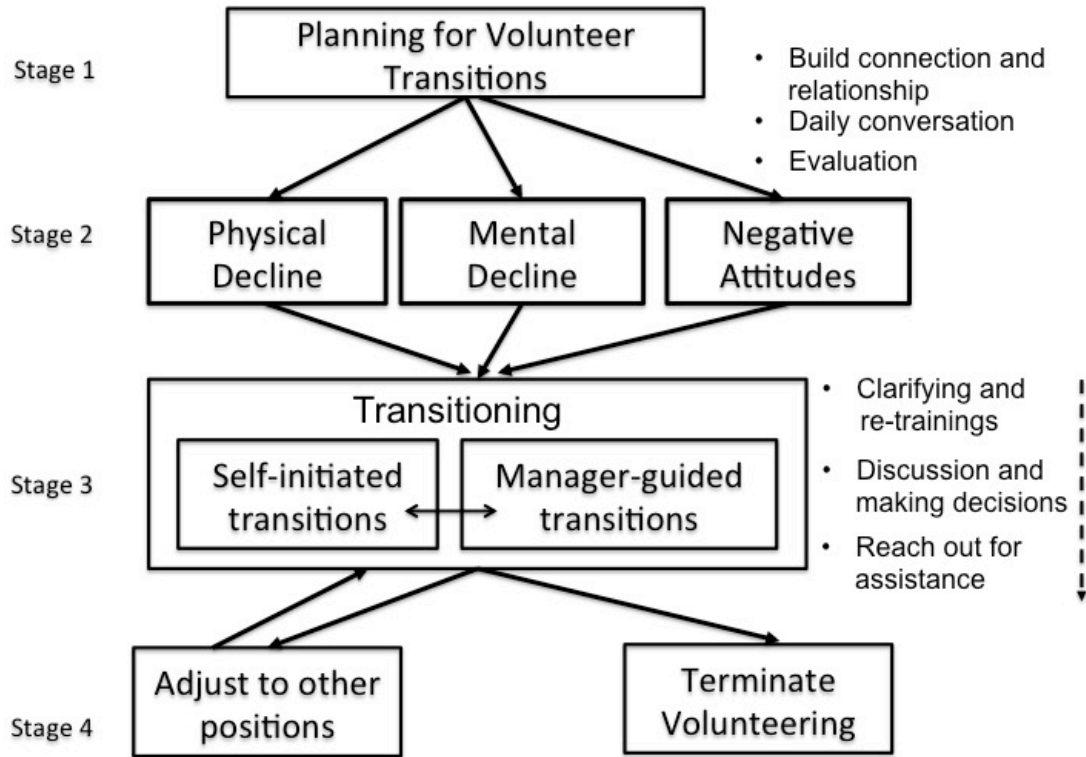 Stage 1
Planning for Volunteer
Transitions
• Build connection and
relationship
• Daily conversation
• Evaluation
Stage 2
Physical
Decline
Mental
Decline
Negative
Attitudes
Stage 3
Transitioning
Self-initiated
transitions
Manager-guided
transitions
• Clarifying and
re-trainings
• Discussion and
making decisions
• Reach out for
assistance
Stage 4
Adjust to other
positions
Terminate
Volunteering